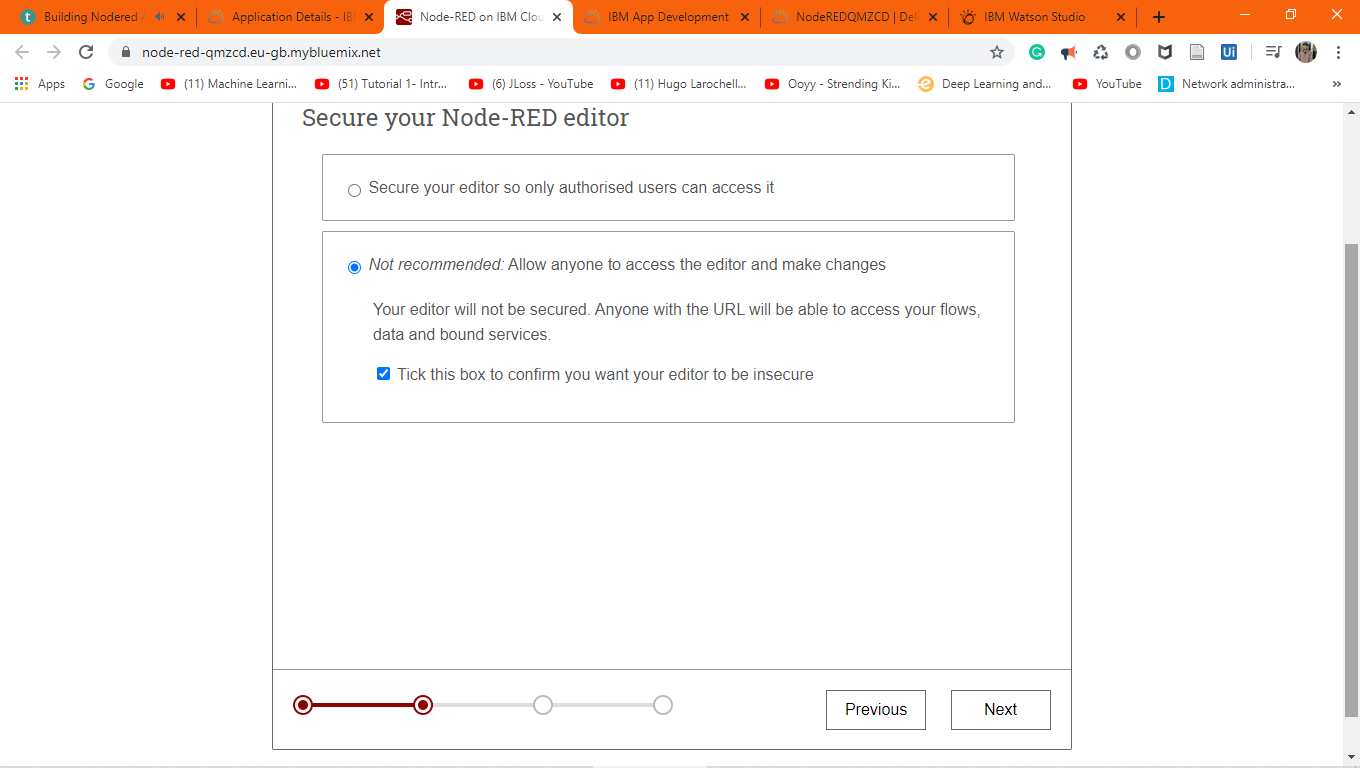 Building Nodered
Application Details - IB
Node-RED on IBM Clou
IBM App Development
NodeREDQMZCD | Deli
IBM Watson Studio
node-red-qmzcd.eu-gb.mybluemix.net
Apps
Google
(11) Machine Learni...
(51) Tutorial 1- Intr...
(6) JLoss - YouTube
(11) Hugo Larochell...
Ooyy - Strending Ki...
Deep Learning and...
YouTube
Network administra...
»
Secure your Node-RED editor
Secure your editor so only authorised users can access it
Not recommended: Allow anyone to access the editor and make changes
Your editor will not be secured. Anyone with the URL will be able to access your flows,
data and bound services.
Tick this box to confirm you want your editor to be insecure
Previous
Next